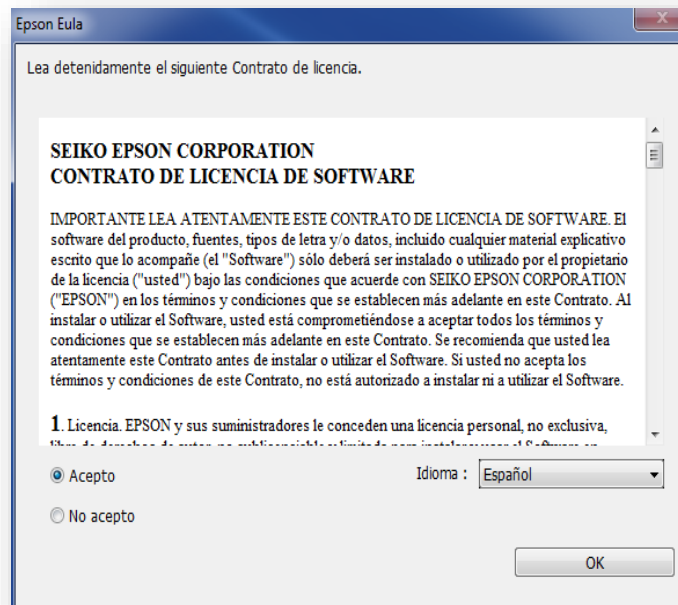 Epson Eula
Lea detenidamente el siguiente Contrato de licencia.
SEIKO EPSON CORPORATION
CONTRATO DE LICENCIA DE SOFTWARE
IMPORTANTE LEA ATENTAMENTE ESTE CONTRATO DE LICENCIA DE SOFTWARE. El
software del producto, fuentes, tipos de letra y/o datos, incluido cualquier material explicativo
escrito que lo acompañe (el "Software") sólo deberá ser instalado o utilizado por el propietario
de la licencia ("usted") bajo las condiciones que acuerde con SEIKO EPSON CORPORATION
("EPSON") en los términos y condiciones que se establecen más adelante en este Contrato. Al
instalar o utilizar el Software, usted está comprometiéndose a aceptar todos los términos y
condiciones que se establecen más adelante en este Contrato. Se recomienda que usted lea
atentamente este Contrato antes de instalar o utilizar el Software. Si usted no acepta los
términos y condiciones de este Contrato, no está autorizado a instalar ni a utilizar el Software.
1. Licencia. EPSON y sus suministradores le conceden una licencia personal, no exclusiva,
Acepto
Idioma : Español
No acepto
OK